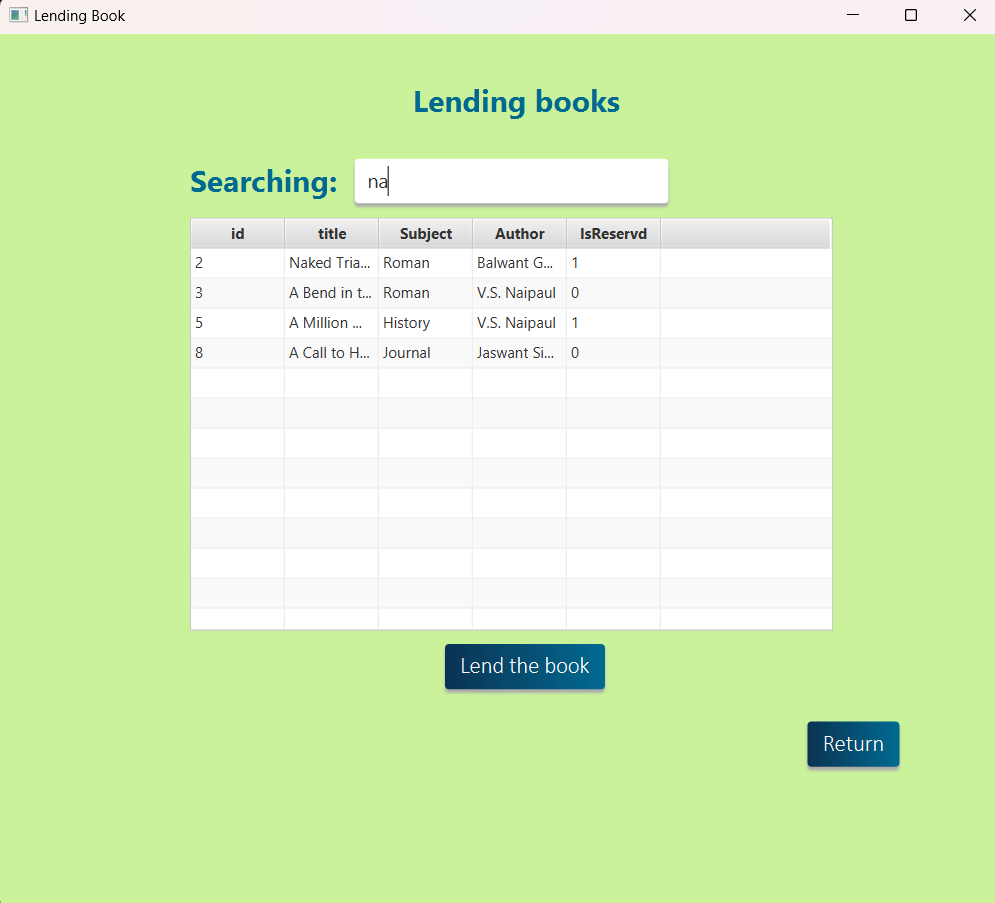 Lending Book
Lending books
Searching: na
id title Subject Author IsReservd
2 Naked Tria... Roman Balwant G... 1
3 A Bend in t... Roman V.S. Naipaul 0
5 A Million ... History V.S. Naipaul 1
8 A Call to H... Journal Jaswant Si... 0
Lend the book
Return